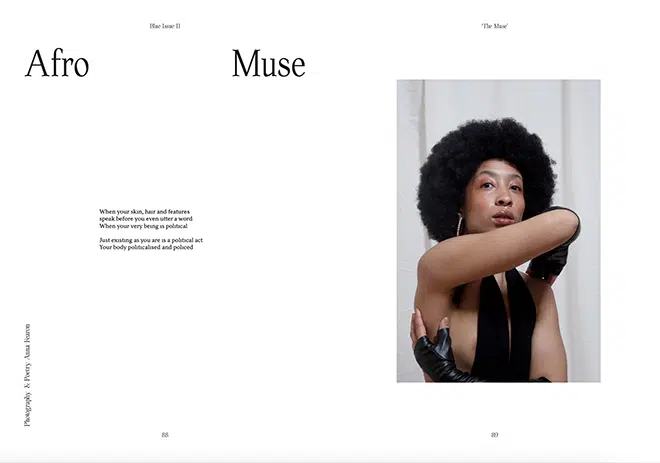 Blue Issue II
'The Muse'
Afro Muse
When your skin, hair and features
speak before you even utter a word
When your very being is political
Just existing as you are is a political act
Your body politicalised and policed
Photography & Poetry Anna Fearon
88
89